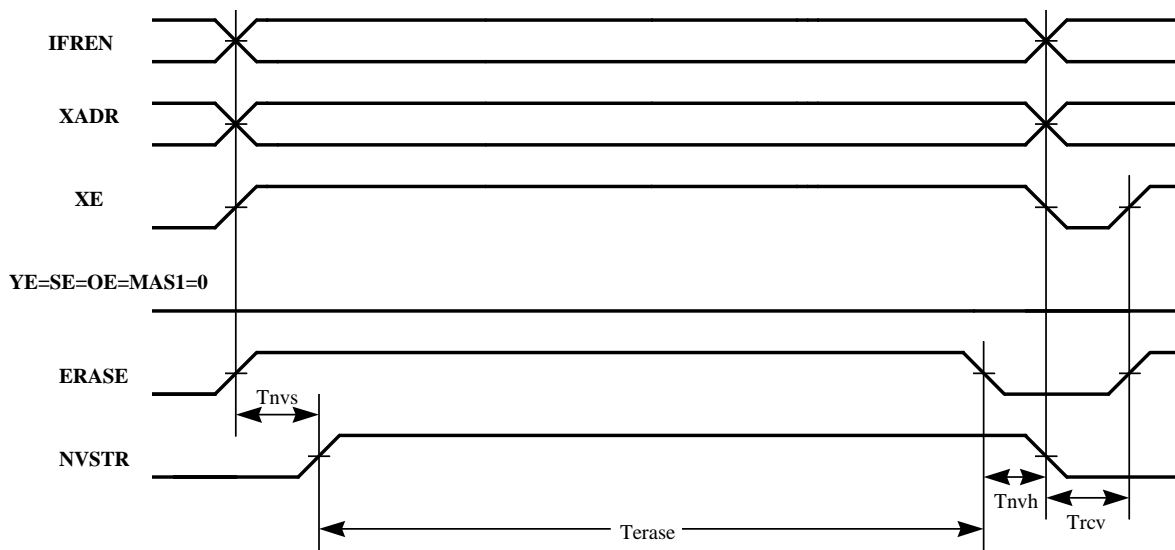 IFREN
XADR
XE
YE=SE=OE=MAS1=0
ERASE
Tnvs
NVSTR
Tnvh
Trcv
Terase